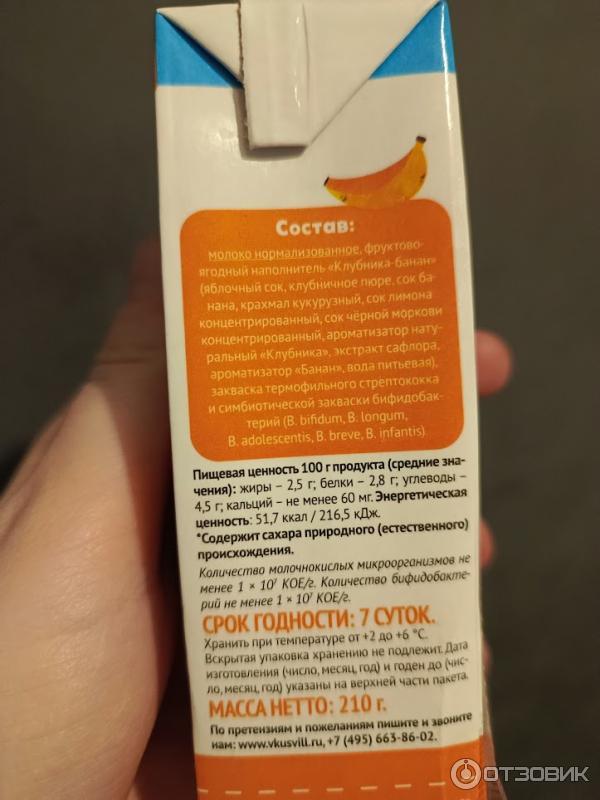 Состав:
молоко нормализованное, фруктово-
ягодный наполнитель «Клубника-банан»
(яблочный сок, клубничное пюре, сок ба-
нана, крахмал кукурузный, сок лимона
концентрированный, сок чёрной моркови
концентрированный, ароматизатор нату-
ральный «Клубника», экстракт сафлора,
ароматизатор «Банан», вода питьевая),
закваска термофильного стрептококка
и симбиотической закваски бифидобак-
терий (B. bifidum, B. longum,
B. adolescentis, B. breve, B. infantis)
Пищевая ценность 100 г продукта (средние зна-
чения): жиры – 2,5 г; белки – 2,8 г; углеводы –
4,5 г; кальций – не менее 60 мг. Энергетическая
ценность: 51,7 ккал / 216,5 кДж.
*Содержит сахара природного (естественного)
происхождения.
Количество молочнокислых микроорганизмов не
менее 1 × 10⁷ КОЕ/г. Количество бифидобакте-
рий не менее 1 × 10⁷ КОЕ/г.
СРОК ГОДНОСТИ: 7 СУТОК.
Хранить при температуре от +2 до +6 °С.
Вскрытая упаковка хранению не подлежит. Дата
изготовления (число, месяц, год) и годен до (чис-
ло, месяц, год) указаны на верхней части пакета.
МАССА НЕТТО: 210 г.
По претензиям и пожеланиям пишите и звоните
нам: www.vkusvill.ru, +7 (495) 663-86-02.
ОТЗОВИК